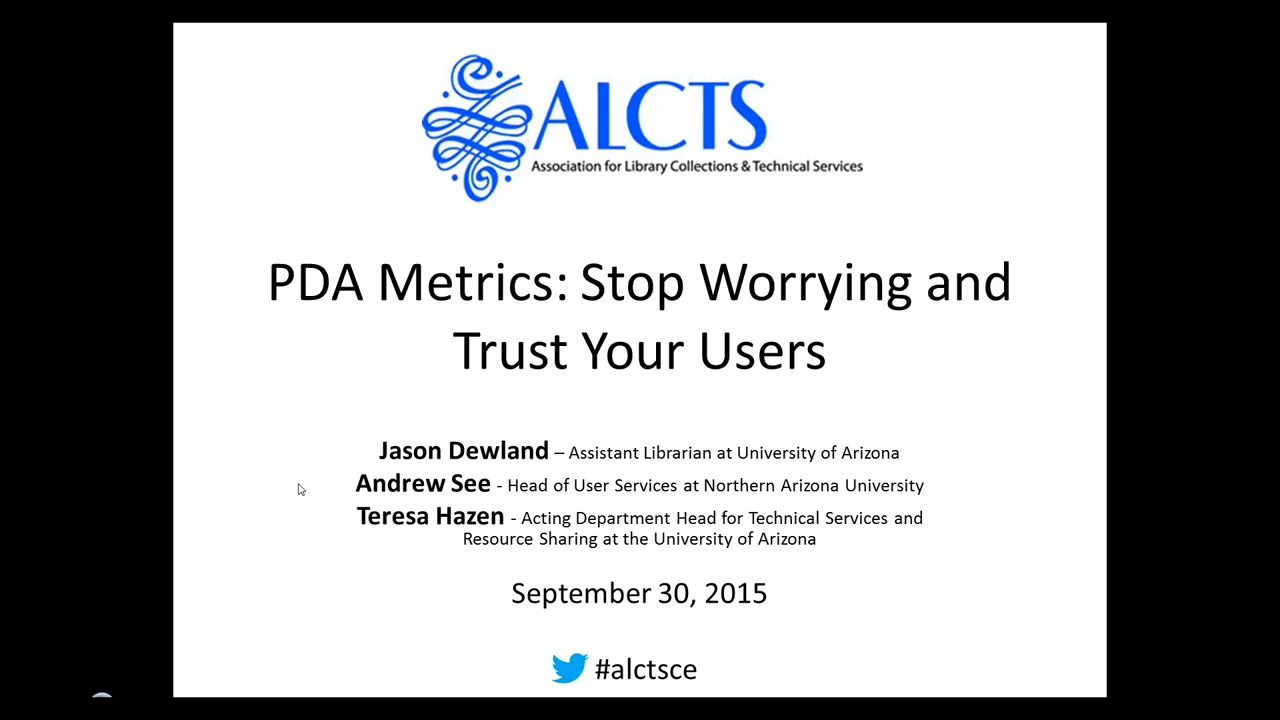 ALCTS
Association for Library Collections & Technical Services
PDA Metrics: Stop Worrying and
Trust Your Users
Jason Dewland – Assistant Librarian at University of Arizona
Andrew See - Head of User Services at Northern Arizona University
Teresa Hazen - Acting Department Head for Technical Services and
Resource Sharing at the University of Arizona
September 30, 2015
#alctsce